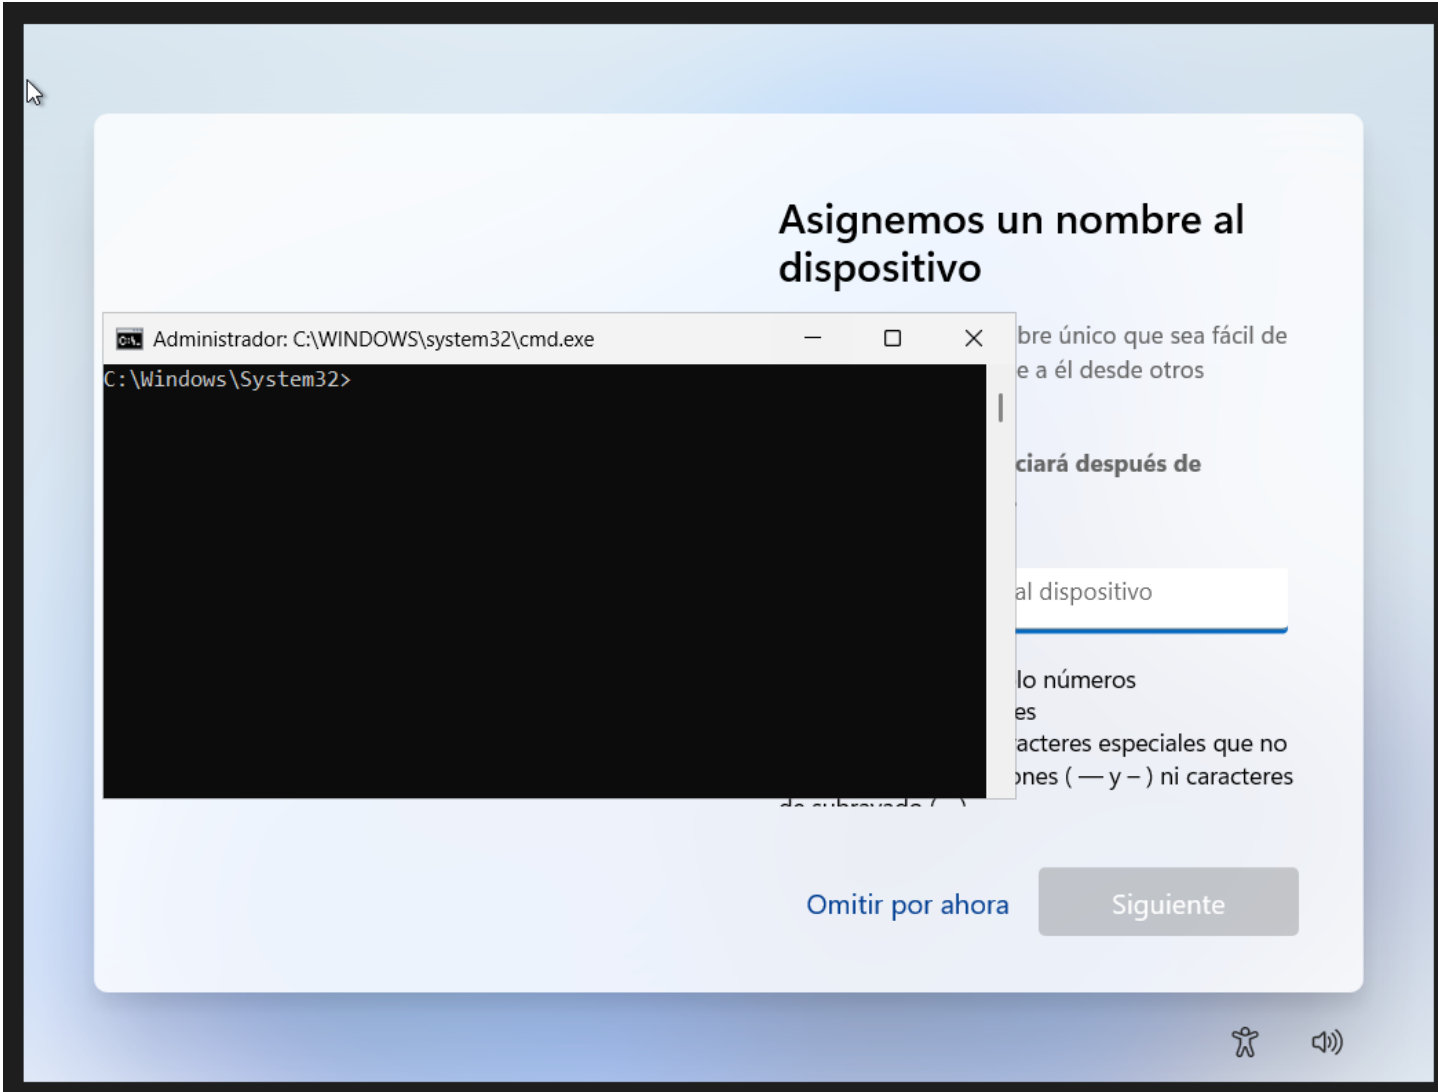 Asignemos un nombre al
dispositivo
Administrador: C:\WINDOWS\system32\cmd.exe
C:\Windows\System32>
bre único que sea fácil de
e a él desde otros
ciará después de
al dispositivo
lo números
es
acteres especiales que no
ones ( — y – ) ni caracteres
de subrayado ( _ )
Omitir por ahora
Siguiente